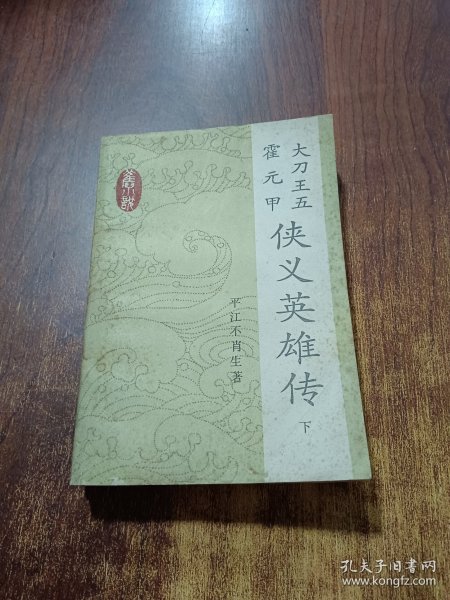 大刀王五
霍元甲
侠义英雄传
下
平江不肖生著
孔夫子旧书网
www.kongfz.com